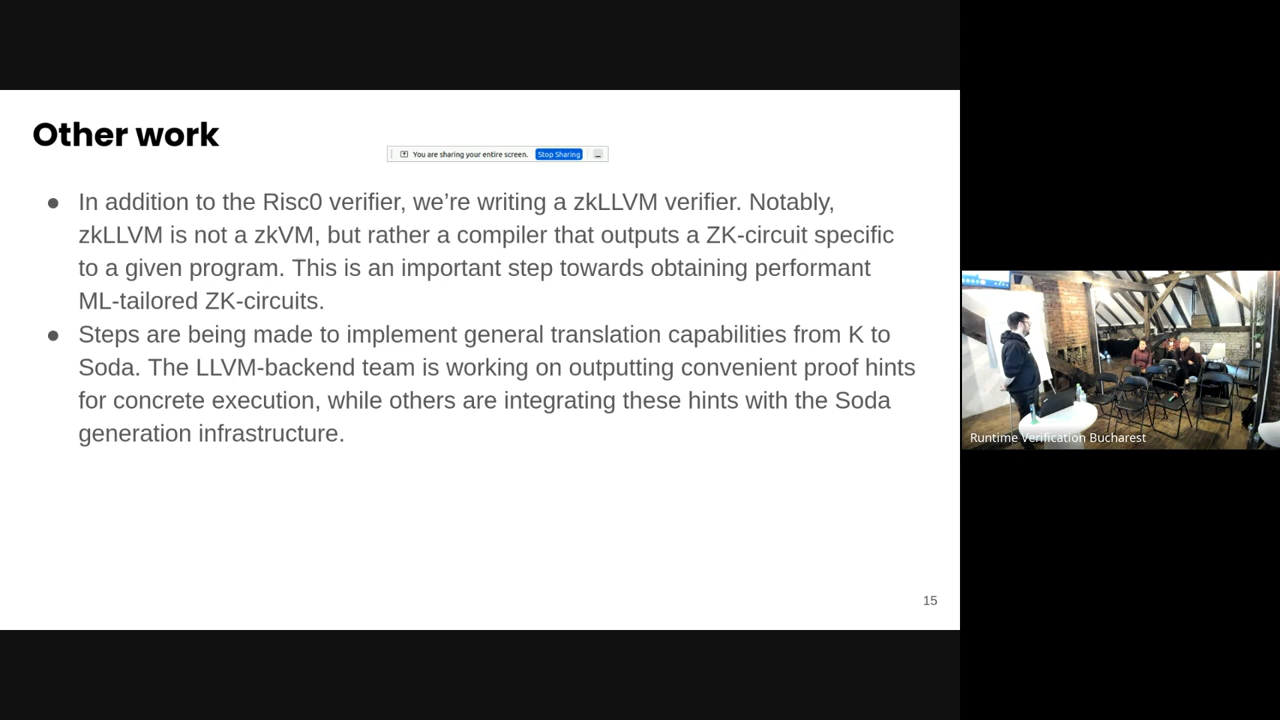 Other work
You are sharing your entire screen. Stop Sharing
● In addition to the Risc0 verifier, we’re writing a zkLLVM verifier. Notably,
zkLLVM is not a zkVM, but rather a compiler that outputs a ZK-circuit specific
to a given program. This is an important step towards obtaining performant
ML-tailored ZK-circuits.
● Steps are being made to implement general translation capabilities from K to
Soda. The LLVM-backend team is working on outputting convenient proof hints
for concrete execution, while others are integrating these hints with the Soda
generation infrastructure.
Runtime Verification Bucharest
15